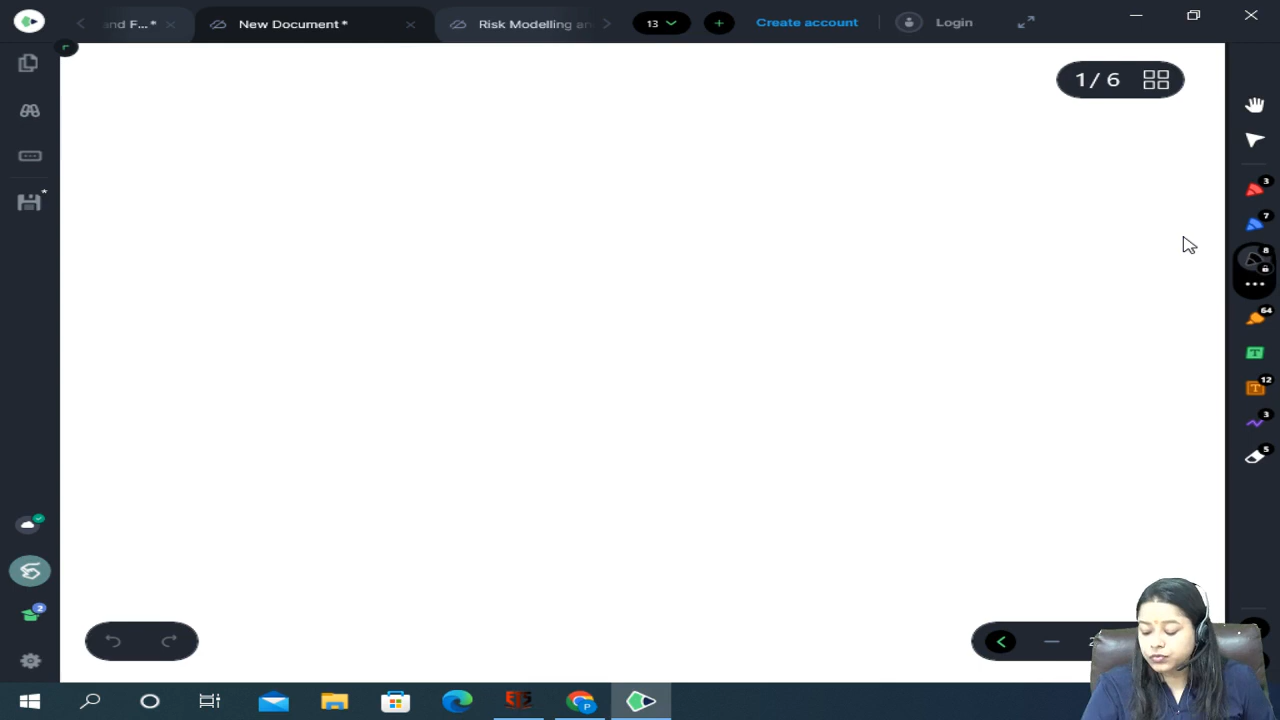 and F...*
New Document *
Risk Modelling an
13
Create account
Login
1 / 6
3
7
8
64
T
T
12
3
5
2